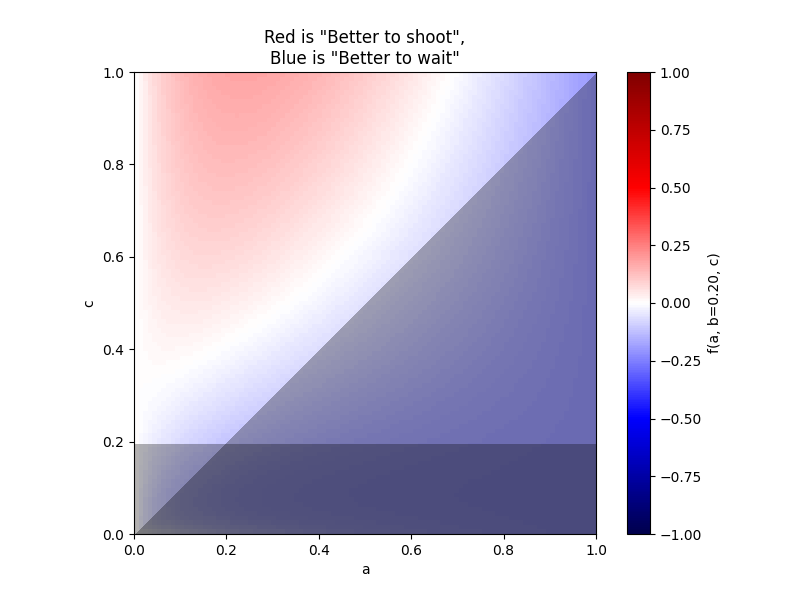 Red is "Better to shoot",
Blue is "Better to wait"
1.0
0.8
0.6
0.4
0.2
0.0
c
0.0 0.2 0.4 0.6 0.8 1.0
a
1.00
0.75
0.50
0.25
0.00
−0.25
−0.50
−0.75
−1.00
f(a, b=0.20, c)